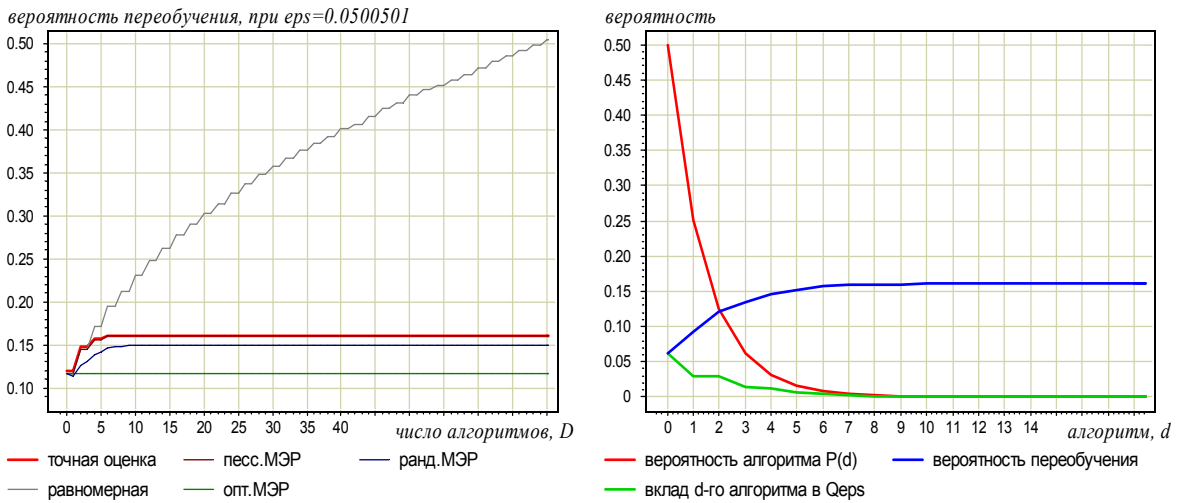 вероятность переобучения, при eps=0.0500501
0.50
0.45
0.40
0.35
0.30
0.25
0.20
0.15
0.10
0 5 10 15 20 25 30 35 40
число алгоритмов, D
точная оценка песс.МЭР ранд.МЭР
равномерная опт.МЭР
вероятность
0.50
0.45
0.40
0.35
0.30
0.25
0.20
0.15
0.10
0.05
0
0 1 2 3 4 5 6 7 8 9 10 11 12 13 14
алгоритм, d
вероятность алгоритма P(d) вероятность переобучения
вклад d-го алгоритма в Qeps